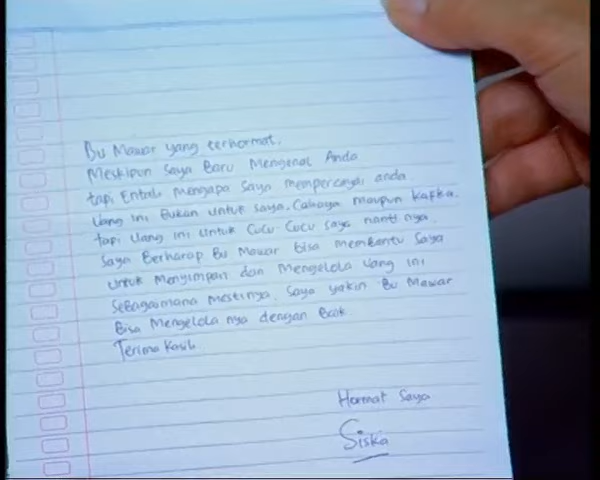 Bu Mawar yang terhormat.
Meskipun saya Baru Mengenal Anda
tapi Entah mengapa saya mempercayai anda
Uang ini Bukan untuk saya, Cahaya maupun Kafka.
tapi Uang ini untuk Cucu Cucu saya nanti nya.
Saya Berharap Bu Mawar bisa membantu Saya
untuk Menyimpan dan Mengelola Uang ini
Sebagaimana mestinya. Saya yakin Bu Mawar
Bisa Mengelola nya dengan Baik.
Terima Kasih
Hormat Saya
Siska